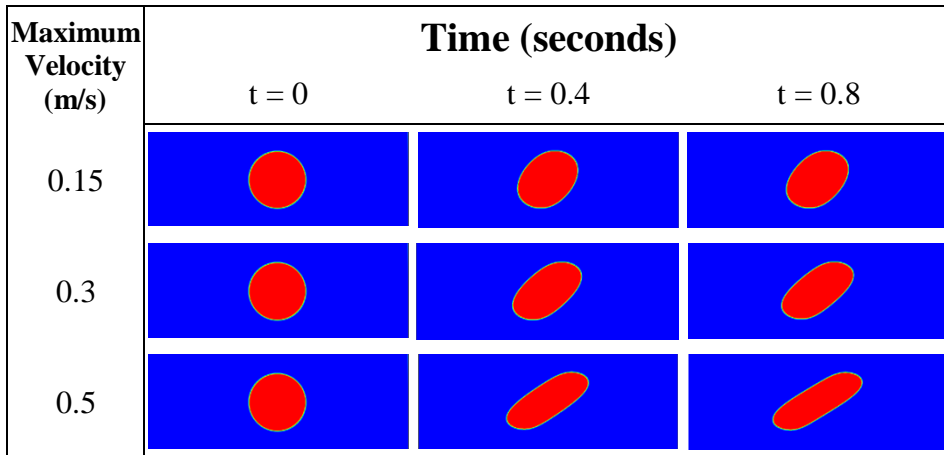 Maximum
Velocity
(m/s)
Time (seconds)
t = 0 t = 0.4 t = 0.8
0.15
0.3
0.5